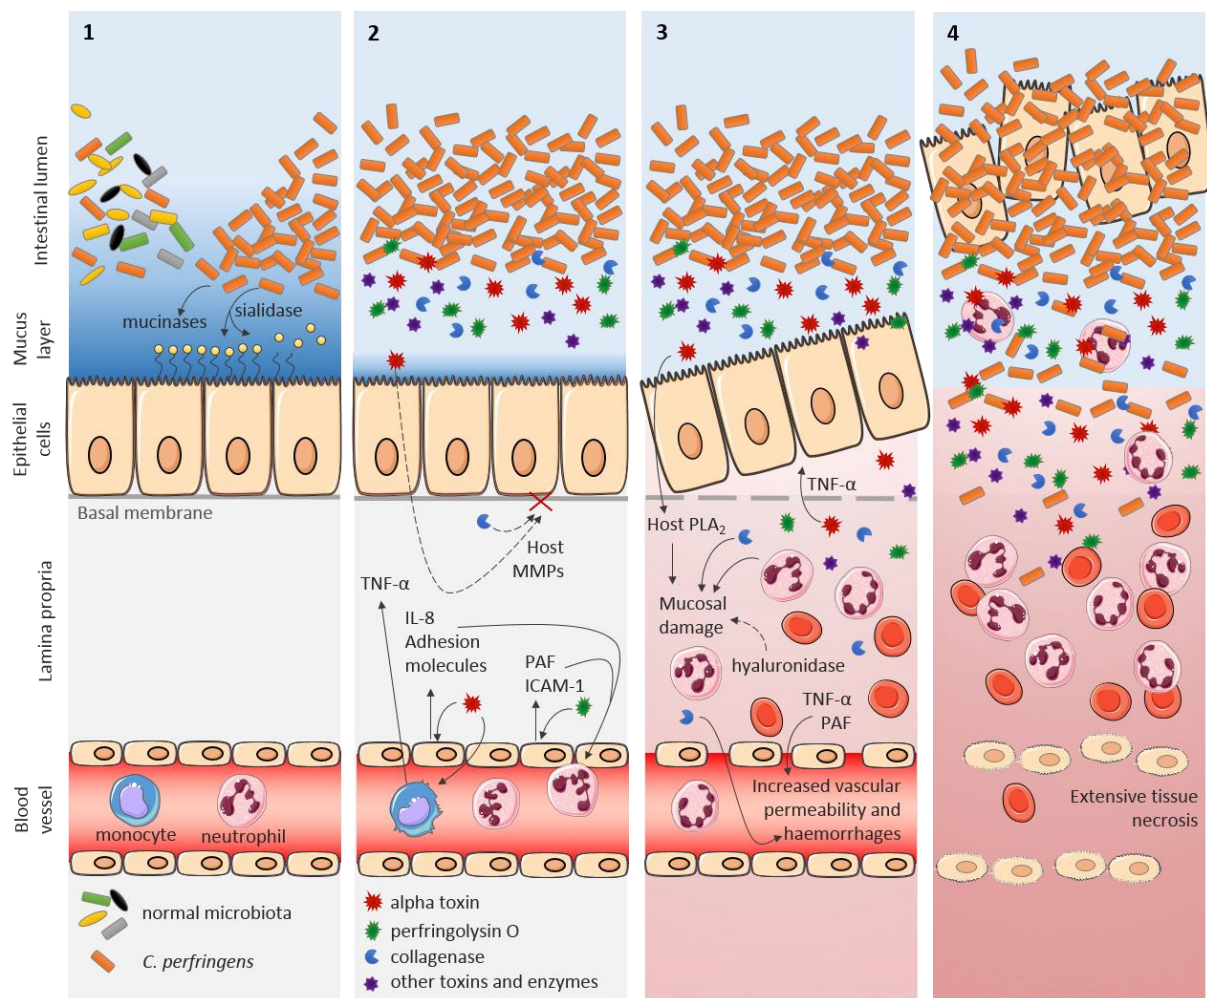 1
2
3
4
Intestinal lumen
Mucus
layer
Epithelial
cells
Lamina propria
Blood
vessel
mucinases
sialidase
Basal membrane
monocyte
neutrophil
normal microbiota
C. perfringens
Host
MMPs
TNF-α
IL-8
Adhesion
molecules
PAF
ICAM-1
alpha toxin
perfringolysin O
collagenase
other toxins and enzymes
TNF-α
Host PLA₂
Mucosal
damage
hyaluronidase
TNF-α
PAF
Increased vascular
permeability and
haemorrhages
Extensive tissue
necrosis